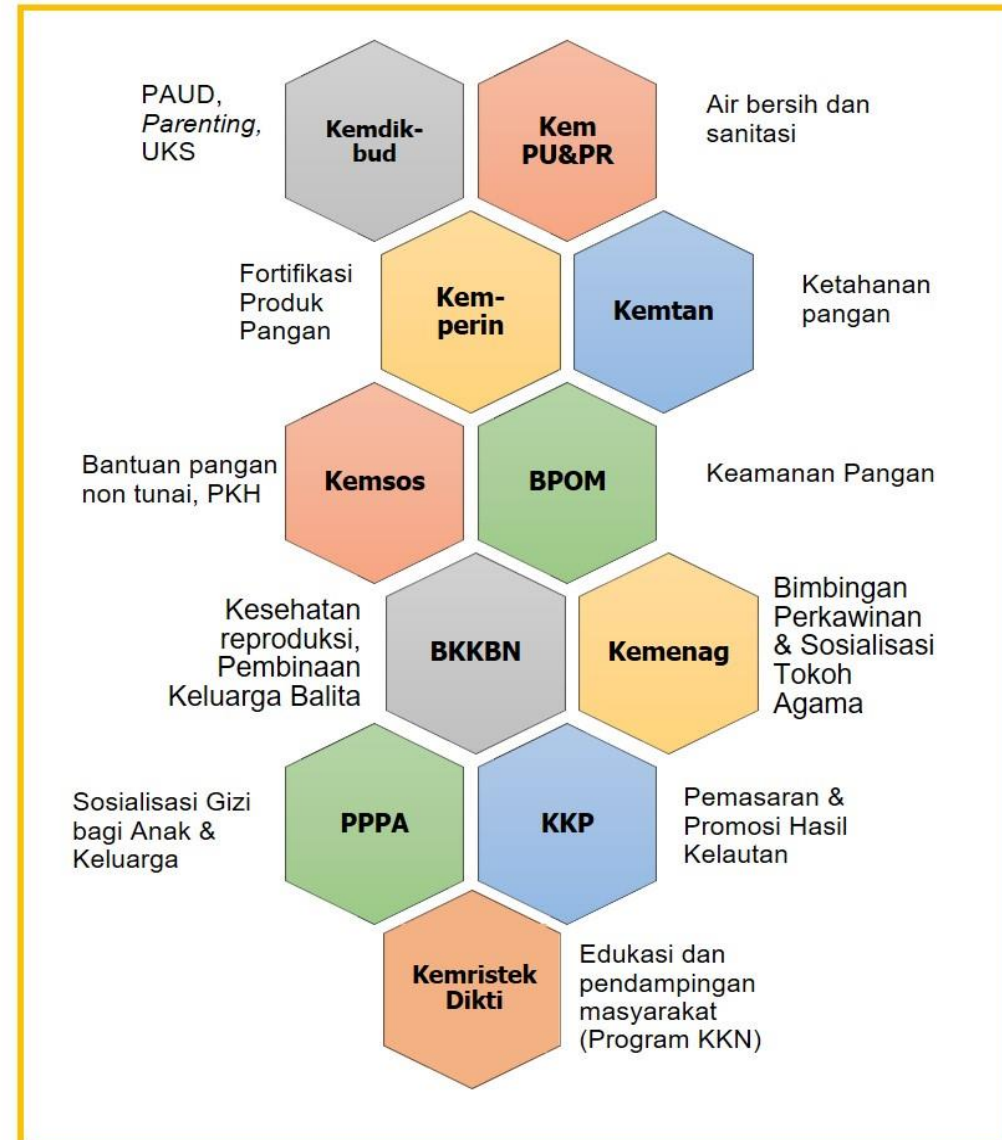 PAUD,
Parenting,
UKS
Kemdik-
bud
Kem
PU&PR
Air bersih dan
sanitasi
Fortifikasi
Produk
Pangan
Kem-
perin
Kemtan
Ketahanan
pangan
Bantuan pangan
non tunai, PKH
Kemsos
BPOM
Keamanan Pangan
Kesehatan
reproduksi,
Pembinaan
Keluarga Balita
BKKBN
Kemenag
Bimbingan
Perkawinan
& Sosialisasi
Tokoh
Agama
Sosialisasi Gizi
bagi Anak &
Keluarga
PPPA
KKP
Pemasaran &
Promosi Hasil
Kelautan
Kemristek
Dikti
Edukasi dan
pendampingan
masyarakat
(Program KKN)